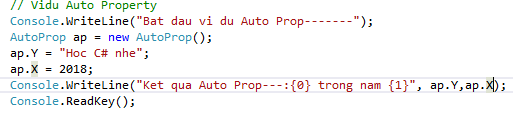 // Vidu Auto Property
Console.WriteLine("Bat dau vi du Auto Prop-------");
AutoProp ap = new AutoProp();
ap.Y = "Hoc C# nhe";
ap.X = 2018;
Console.WriteLine("Ket qua Auto Prop---:{0} trong nam {1}", ap.Y,ap.X);
Console.ReadKey();